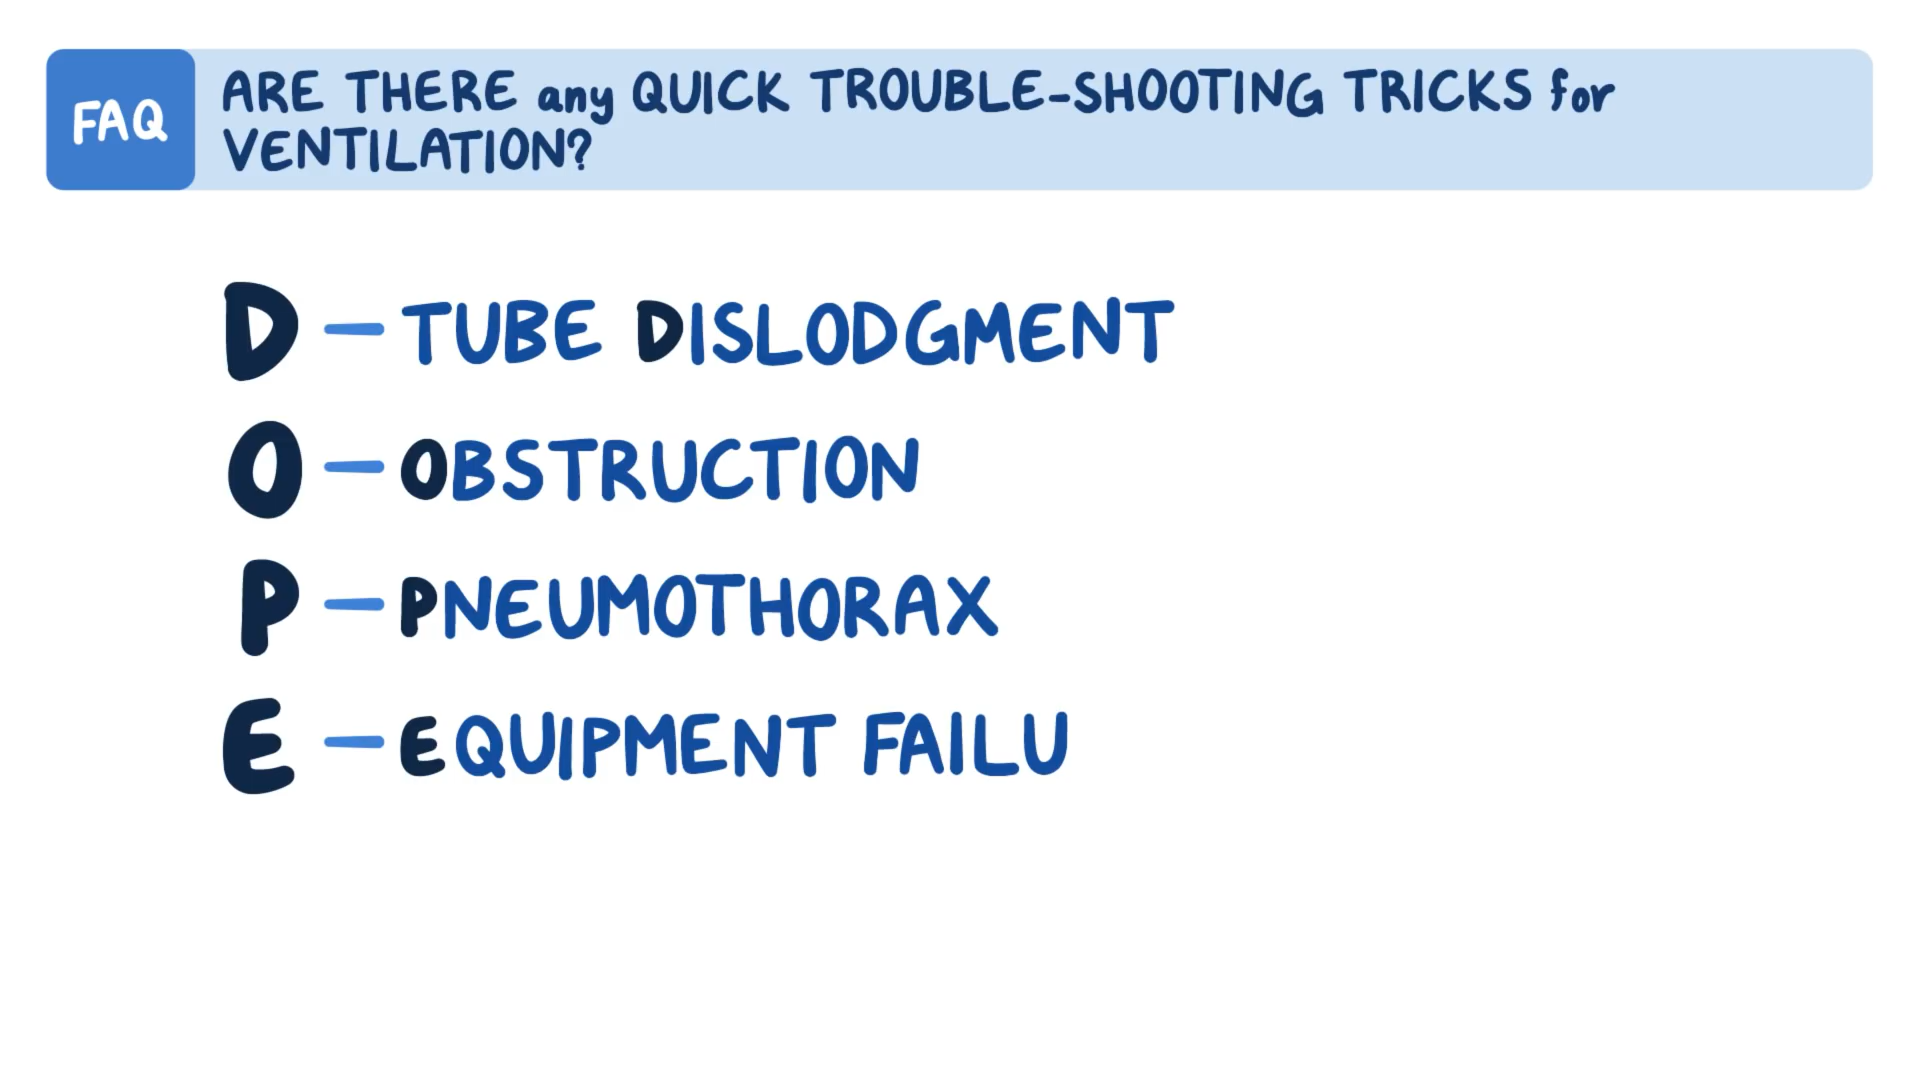 FAQ
ARE THERE any QUICK TROUBLE-SHOOTING TRICKS for
VENTILATION?
D — TUBE DISLODGMENT
O — OBSTRUCTION
P — PNEUMOTHORAX
E — EQUIPMENT FAILU